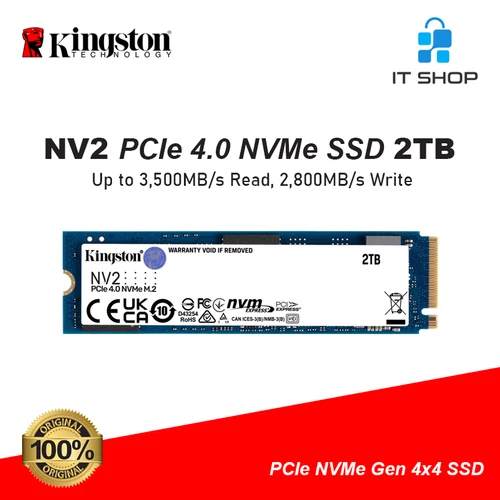 Kingston
TECHNOLOGY
IT SHOP
NV2 PCIe 4.0 NVMe SSD 2TB
Up to 3,500MB/s Read, 2,800MB/s Write
WARRANTY VOID IF REMOVED
Kingston
2TB
NV2
PCIe 4.0 NVMe M.2
UK CA
CE
10
D43254
RoHS
nvm EXPRESS
PCI EXPRESS
CAN ICES-3(B)/NMB-3(B)
ORIGINAL
100%
ORIGINAL
PCIe NVMe Gen 4x4 SSD